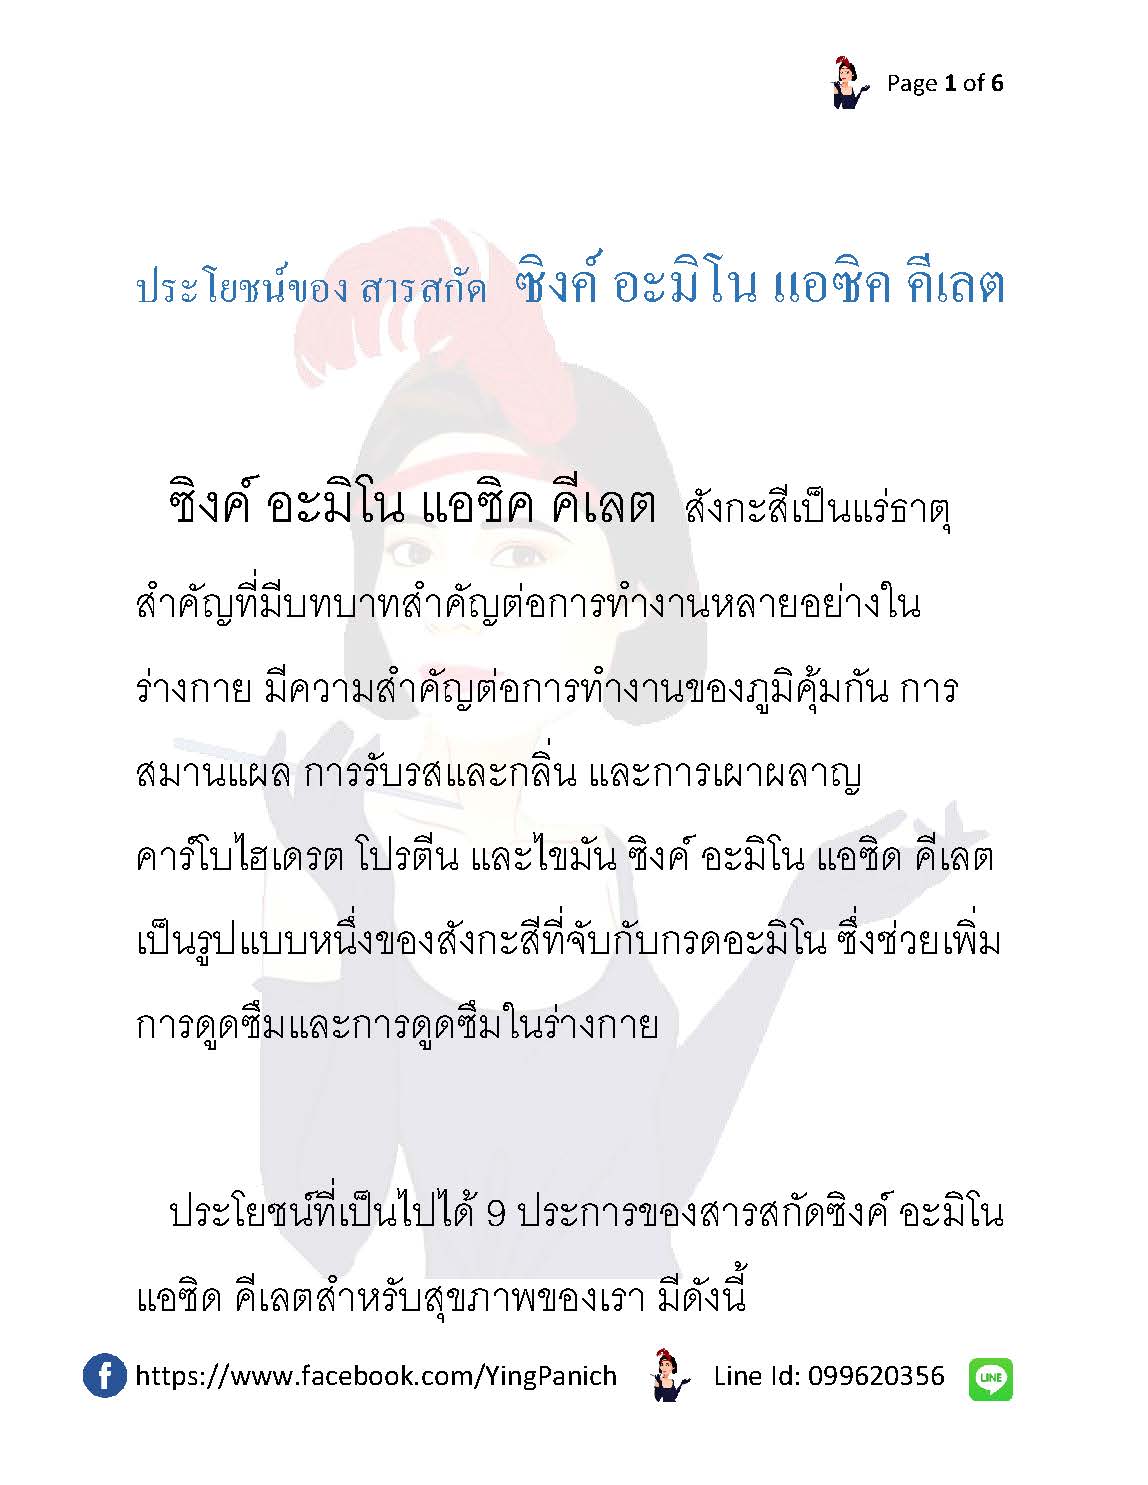 Page 1 of 6
ประโยชน์ของ สารสกัด ซิงค์ อะมิโน แอซิค คีเลต
ซิงค์ อะมิโน แอซิค คีเลต สังกะสีเป็นแร่ธาตุ
สำคัญที่มีบทบาทสำคัญต่อการทำงานหลายอย่างใน
ร่างกาย มีความสำคัญต่อการทำงานของภูมิคุ้มกัน การ
สมานแผล การรับรสและกลิ่น และการเผาผลาญ
คาร์โบไฮเดรต โปรตีน และไขมัน ซิงค์ อะมิโน แอซิด คีเลต
เป็นรูปแบบหนึ่งของสังกะสีที่จับกับกรดอะมิโน ซึ่งช่วยเพิ่ม
การดูดซึมและการดูดซึมในร่างกาย
ประโยชน์ที่เป็นไปได้ 9 ประการของสารสกัดซิงค์ อะมิโน
แอซิด คีเลตสำหรับสุขภาพของเรา มีดังนี้
https://www.facebook.com/YingPanich Line Id: 099620356 LINE